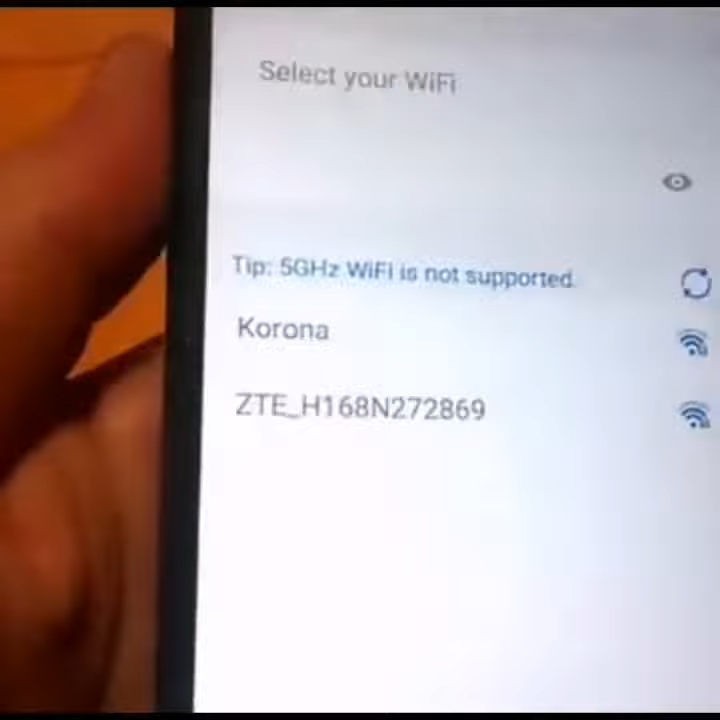 Select your WiFi
Tip: 5GHz WiFi is not supported.
Korona
ZTE_H168N272869